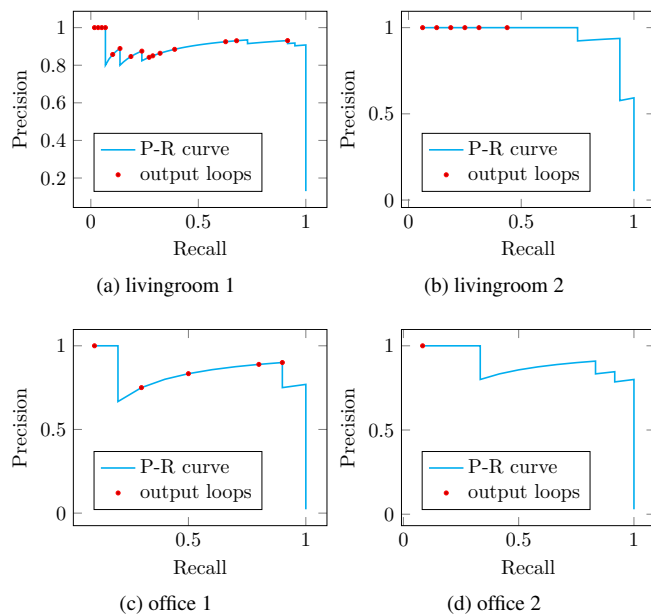 1
0.8
0.6
0.4
0.2
Precision
P-R curve
output loops
0 0.5 1
Recall
(a) livingroom 1
1
0.5
0
Precision
P-R curve
output loops
0 0.5 1
Recall
(b) livingroom 2
1
0.5
0
Precision
P-R curve
output loops
0.5 1
Recall
(c) office 1
1
0.5
0
Precision
P-R curve
output loops
0 0.5 1
Recall
(d) office 2